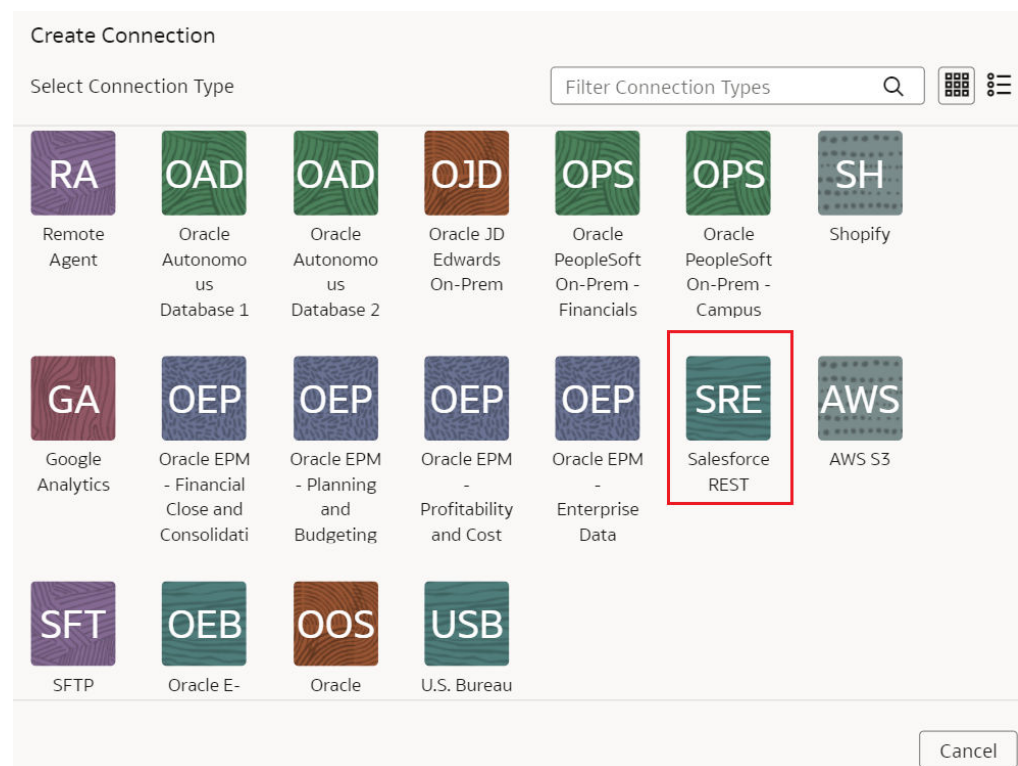 Create Connection
Select Connection Type
Filter Connection Types
RA
OAD
OAD
OJD
OPS
OPS
SH
Remote
Agent
Oracle
Autonomo
us
Database 1
Oracle
Autonomo
us
Database 2
Oracle JD
Edwards
On-Prem
Oracle
PeopleSoft
On-Prem -
Financials
Oracle
PeopleSoft
On-Prem -
Campus
Shopify
GA
OEP
OEP
OEP
OEP
SRE
AWS
Google
Analytics
Oracle EPM
- Financial
Close and
Consolidati
Oracle EPM
- Planning
and
Budgeting
Oracle EPM
-
Profitability
and Cost
Oracle EPM
-
Enterprise
Data
Salesforce
REST
AWS S3
SFT
OEB
OOS
USB
SFTP
Oracle E-
Oracle
U.S. Bureau
Cancel